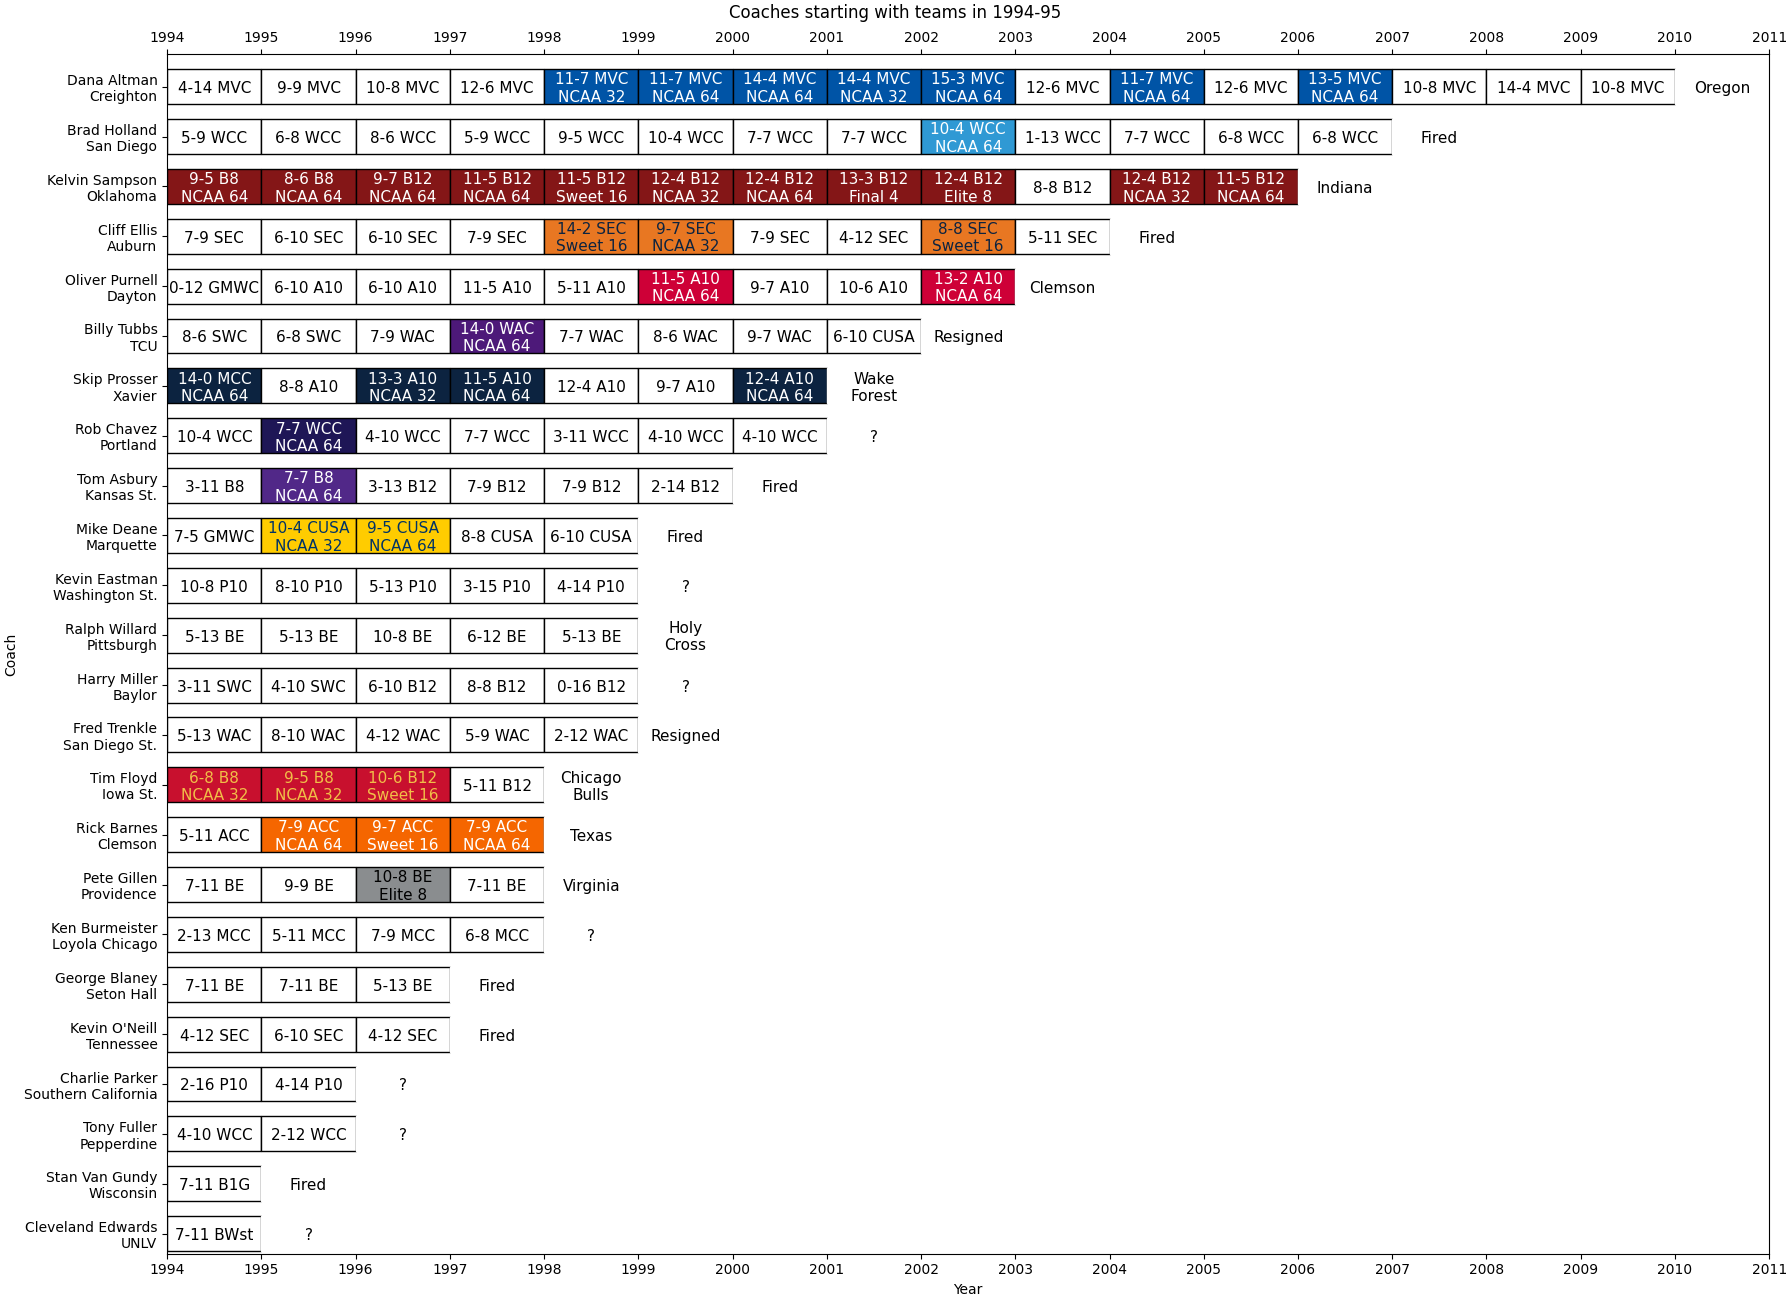 Coaches starting with teams in 1994-95
1994 1995 1996 1997 1998 1999 2000 2001 2002 2003 2004 2005 2006 2007 2008 2009 2010 2011
Dana Altman
Creighton
4-14 MVC 9-9 MVC 10-8 MVC 12-6 MVC 11-7 MVC 11-7 MVC 14-4 MVC 14-4 MVC 15-3 MVC 12-6 MVC 11-7 MVC 12-6 MVC 13-5 MVC 10-8 MVC 14-4 MVC 10-8 MVC Oregon
NCAA 32 NCAA 64 NCAA 64 NCAA 32 NCAA 64 NCAA 64 NCAA 64
Brad Holland
San Diego
5-9 WCC 6-8 WCC 8-6 WCC 5-9 WCC 9-5 WCC 10-4 WCC 7-7 WCC 7-7 WCC 10-4 WCC 1-13 WCC 7-7 WCC 6-8 WCC 6-8 WCC Fired
NCAA 64
Kelvin Sampson
Oklahoma
9-5 B8 8-6 B8 9-7 B12 11-5 B12 11-5 B12 12-4 B12 12-4 B12 13-3 B12 12-4 B12 8-8 B12 12-4 B12 11-5 B12 Indiana
NCAA 64 NCAA 64 NCAA 64 NCAA 64 Sweet 16 NCAA 32 NCAA 64 Final 4 Elite 8 NCAA 32 NCAA 64
Cliff Ellis
Auburn
7-9 SEC 6-10 SEC 6-10 SEC 7-9 SEC 14-2 SEC 9-7 SEC 7-9 SEC 4-12 SEC 8-8 SEC 5-11 SEC Fired
Sweet 16 NCAA 32 Sweet 16
Oliver Purnell
Dayton
0-12 GMWC 6-10 A10 6-10 A10 11-5 A10 5-11 A10 11-5 A10 9-7 A10 10-6 A10 13-2 A10 Clemson
NCAA 64 NCAA 64
Billy Tubbs
TCU
8-6 SWC 6-8 SWC 7-9 WAC 14-0 WAC 7-7 WAC 8-6 WAC 9-7 WAC 6-10 CUSA Resigned
NCAA 64
Skip Prosser
Xavier
14-0 MCC 8-8 A10 13-3 A10 11-5 A10 12-4 A10 9-7 A10 12-4 A10 Wake
NCAA 64 NCAA 32 NCAA 64 NCAA 64 Forest
Rob Chavez
Portland
10-4 WCC 7-7 WCC 4-10 WCC 7-7 WCC 3-11 WCC 4-10 WCC 4-10 WCC ?
NCAA 64
Tom Asbury
Kansas St.
3-11 B8 7-7 B8 3-13 B12 7-9 B12 7-9 B12 2-14 B12 Fired
NCAA 64
Mike Deane
Marquette
7-5 GMWC 10-4 CUSA 9-5 CUSA 8-8 CUSA 6-10 CUSA Fired
NCAA 32 NCAA 64
Kevin Eastman
Washington St.
10-8 P10 8-10 P10 5-13 P10 3-15 P10 4-14 P10 ?
Ralph Willard
Pittsburgh
5-13 BE 5-13 BE 10-8 BE 6-12 BE 5-13 BE Holy
Cross
Harry Miller
Baylor
3-11 SWC 4-10 SWC 6-10 B12 8-8 B12 0-16 B12 ?
Fred Trenkle
San Diego St.
5-13 WAC 8-10 WAC 4-12 WAC 5-9 WAC 2-12 WAC Resigned
Tim Floyd
Iowa St.
6-8 B8 9-5 B8 10-6 B12 5-11 B12 Chicago
NCAA 32 NCAA 32 Sweet 16 Bulls
Rick Barnes
Clemson
5-11 ACC 7-9 ACC 9-7 ACC 7-9 ACC Texas
NCAA 64 Sweet 16 NCAA 64
Pete Gillen
Providence
7-11 BE 9-9 BE 10-8 BE 7-11 BE Virginia
Elite 8
Ken Burmeister
Loyola Chicago
2-13 MCC 5-11 MCC 7-9 MCC 6-8 MCC ?
George Blaney
Seton Hall
7-11 BE 7-11 BE 5-13 BE Fired
Kevin O'Neill
Tennessee
4-12 SEC 6-10 SEC 4-12 SEC Fired
Charlie Parker
Southern California
2-16 P10 4-14 P10 ?
Tony Fuller
Pepperdine
4-10 WCC 2-12 WCC ?
Stan Van Gundy
Wisconsin
7-11 B1G Fired
Cleveland Edwards
UNLV
7-11 BWst ?
Coach
1994 1995 1996 1997 1998 1999 2000 2001 2002 2003 2004 2005 2006 2007 2008 2009 2010 2011
Year